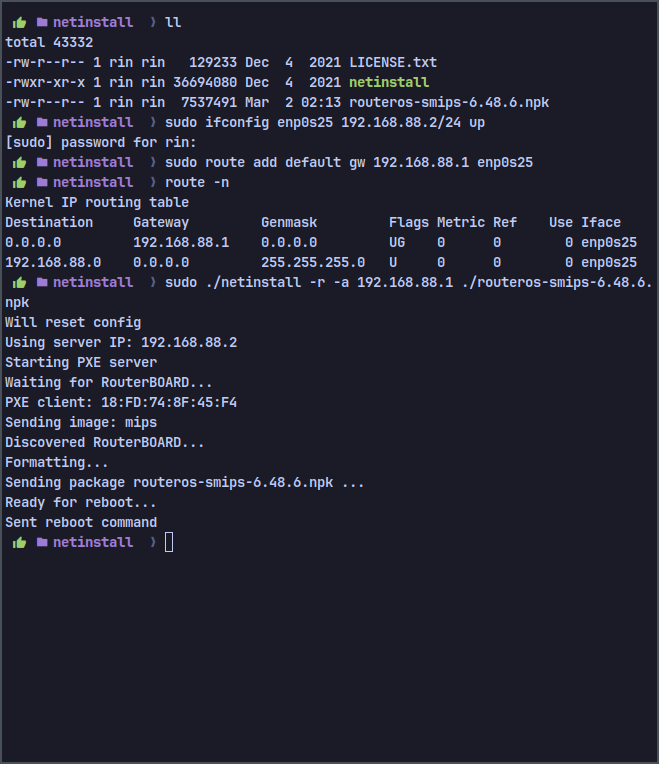 netinstall ❯ ll
total 43332
-rw-r--r-- 1 rin rin   129233 Dec  4  2021 LICENSE.txt
-rwxr-xr-x 1 rin rin 36694080 Dec  4  2021 netinstall
-rw-r--r-- 1 rin rin  7537491 Mar  2 02:13 routeros-smips-6.48.6.npk
netinstall ❯ sudo ifconfig enp0s25 192.168.88.2/24 up
[sudo] password for rin:
netinstall ❯ sudo route add default gw 192.168.88.1 enp0s25
netinstall ❯ route -n
Kernel IP routing table
Destination     Gateway         Genmask         Flags Metric Ref    Use Iface
0.0.0.0         192.168.88.1    0.0.0.0         UG    0      0        0 enp0s25
192.168.88.0    0.0.0.0         255.255.255.0   U     0      0        0 enp0s25
netinstall ❯ sudo ./netinstall -r -a 192.168.88.1 ./routeros-smips-6.48.6.
npk
Will reset config
Using server IP: 192.168.88.2
Starting PXE server
Waiting for RouterBOARD...
PXE client: 18:FD:74:8F:45:F4
Sending image: mips
Discovered RouterBOARD...
Formatting...
Sending package routeros-smips-6.48.6.npk ...
Ready for reboot...
Sent reboot command
netinstall ❯